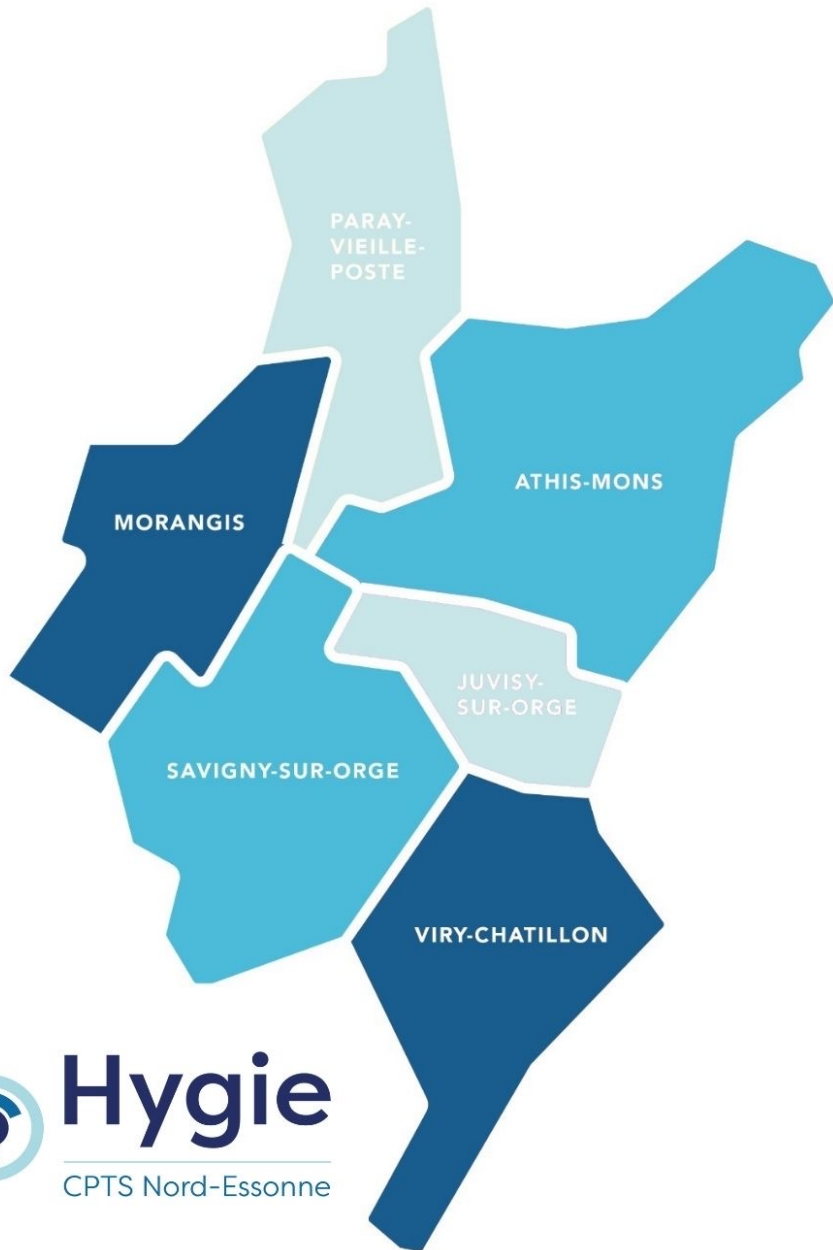 PARAY-
VIEILLE-
POSTE
ATHIS-MONS
MORANGIS
JUVISY-
SUR-ORGE
SAVIGNY-SUR-ORGE
VIRY-CHATILLON
Hygie
CPTS Nord-Essonne